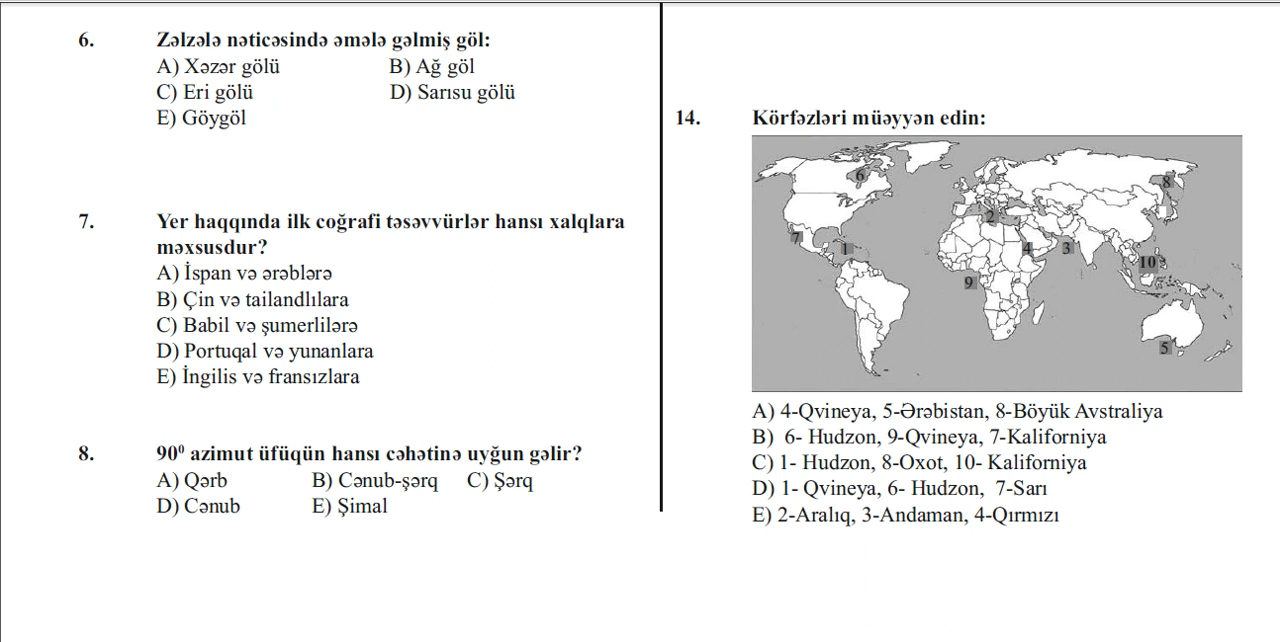 6. Zəlzələ nəticəsində əmələ gəlmiş göl:
A) Xəzər gölü B) Ağ göl
C) Eri gölü D) Sarısu gölü
E) Göygöl
7. Yer haqqında ilk coğrafi təsəvvürlər hansı xalqlara
məxsusdur?
A) İspan və ərəblərə
B) Çin və tailandlılara
C) Babil və şumerlilərə
D) Portuqal və yunanlara
E) İngilis və fransızlara
8. 90⁰ azimut üfüqün hansı cəhətinə uyğun gəlir?
A) Qərb B) Cənub-şərq C) Şərq
D) Cənub E) Şimal
14. Körfəzləri müəyyən edin:
6
8
2
7
1
4
3
10
9
5
A) 4-Qvineya, 5-Ərəbistan, 8-Böyük Avstraliya
B) 6- Hudzon, 9-Qvineya, 7-Kaliforniya
C) 1- Hudzon, 8-Oxot, 10- Kaliforniya
D) 1- Qvineya, 6- Hudzon, 7-Sarı
E) 2-Aralıq, 3-Andaman, 4-Qırmızı